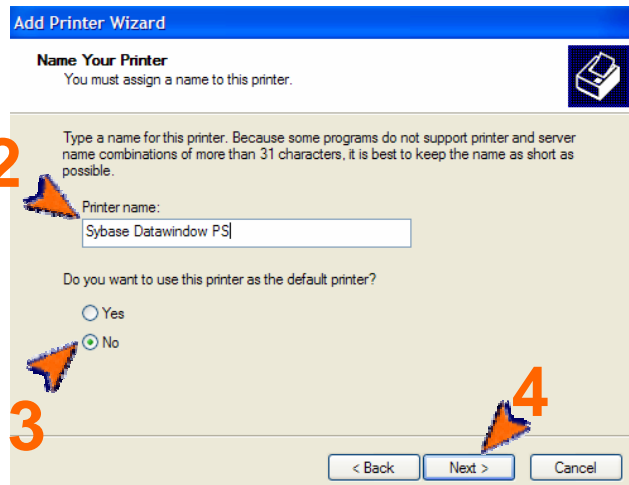 Add Printer Wizard
Name Your Printer
You must assign a name to this printer.
Type a name for this printer. Because some programs do not support printer and server
name combinations of more than 31 characters, it is best to keep the name as short as
possible.
2
Printer name:
Sybase Datawindow PS
Do you want to use this printer as the default printer?
Yes
No
3
4
< Back Next > Cancel